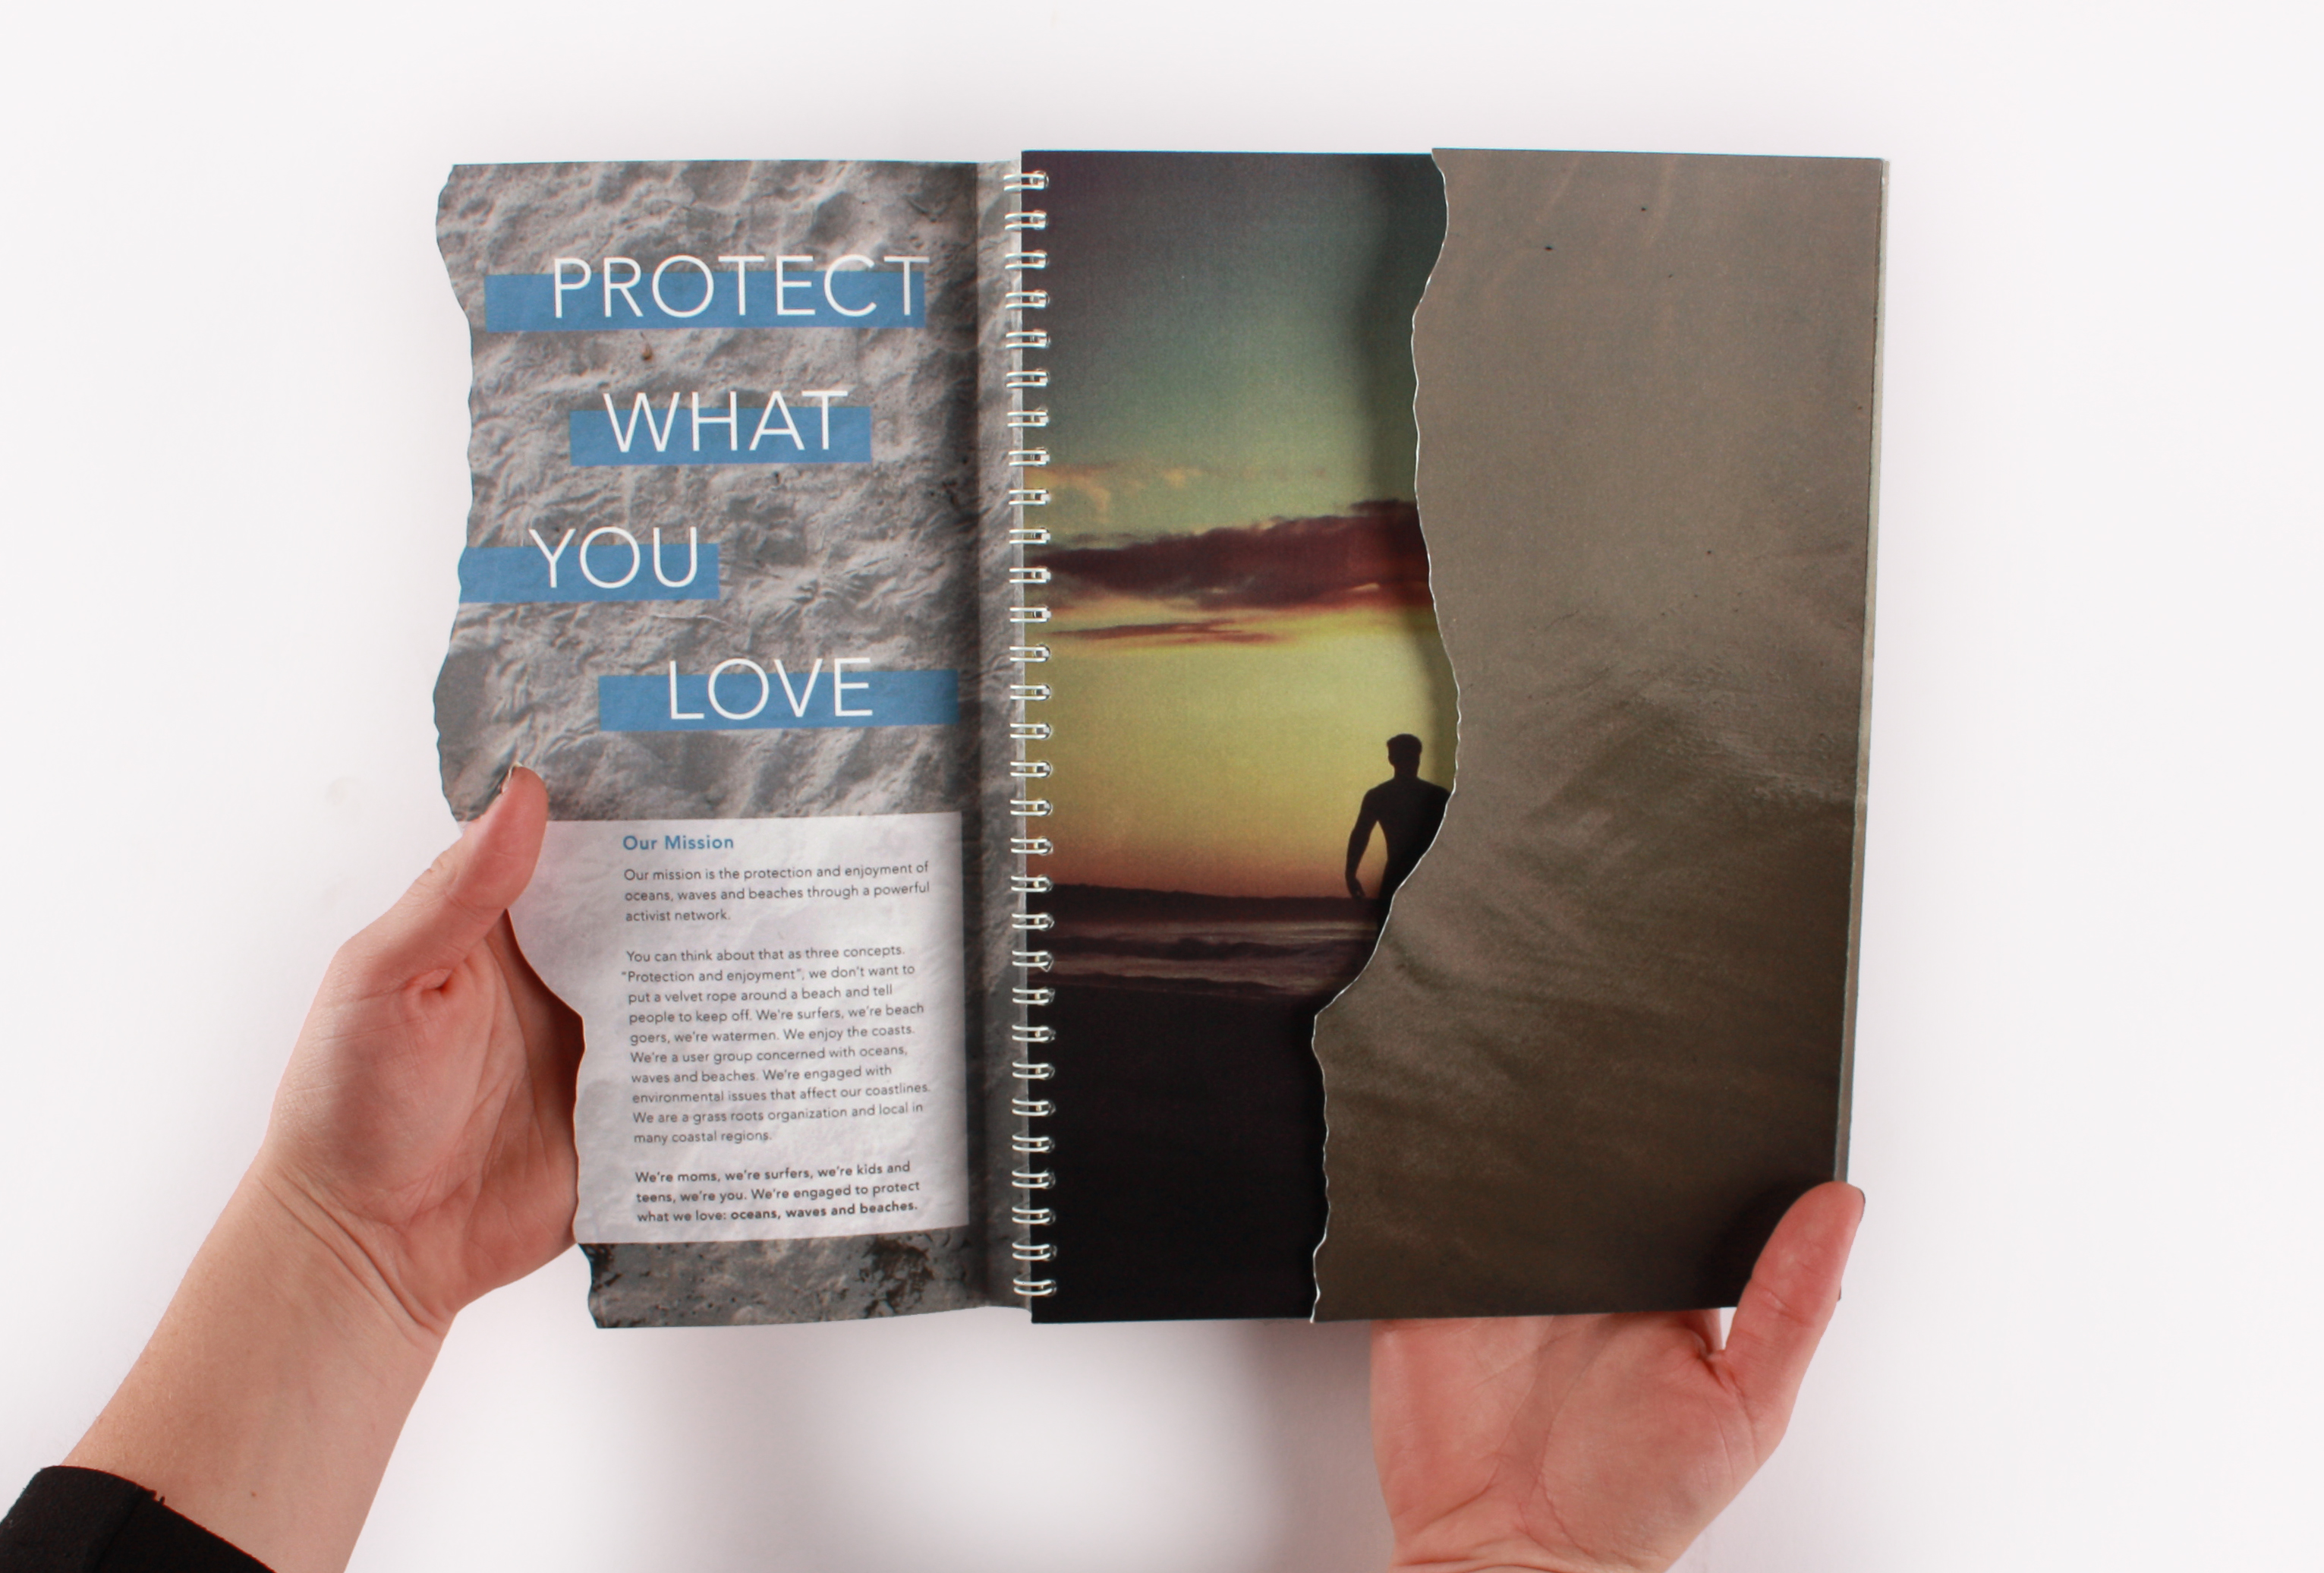 PROTECT
WHAT
YOU
LOVE
Our Mission
Our mission is the protection and enjoyment of
oceans, waves and beaches through a powerful
activist network.
You can think about that as three concepts.
“Protection and enjoyment”, we don’t want to
put a velvet rope around a beach and tell
people to keep off. We’re surfers, we’re beach
goers, we’re watermen. We enjoy the coasts.
We’re a user group concerned with oceans,
waves and beaches. We’re engaged with
environmental issues that affect our coastlines.
We are a grass roots organization and local in
many coastal regions.
We’re moms, we’re surfers, we’re kids and
teens, we’re you. We’re engaged to protect
what we love: oceans, waves and beaches.